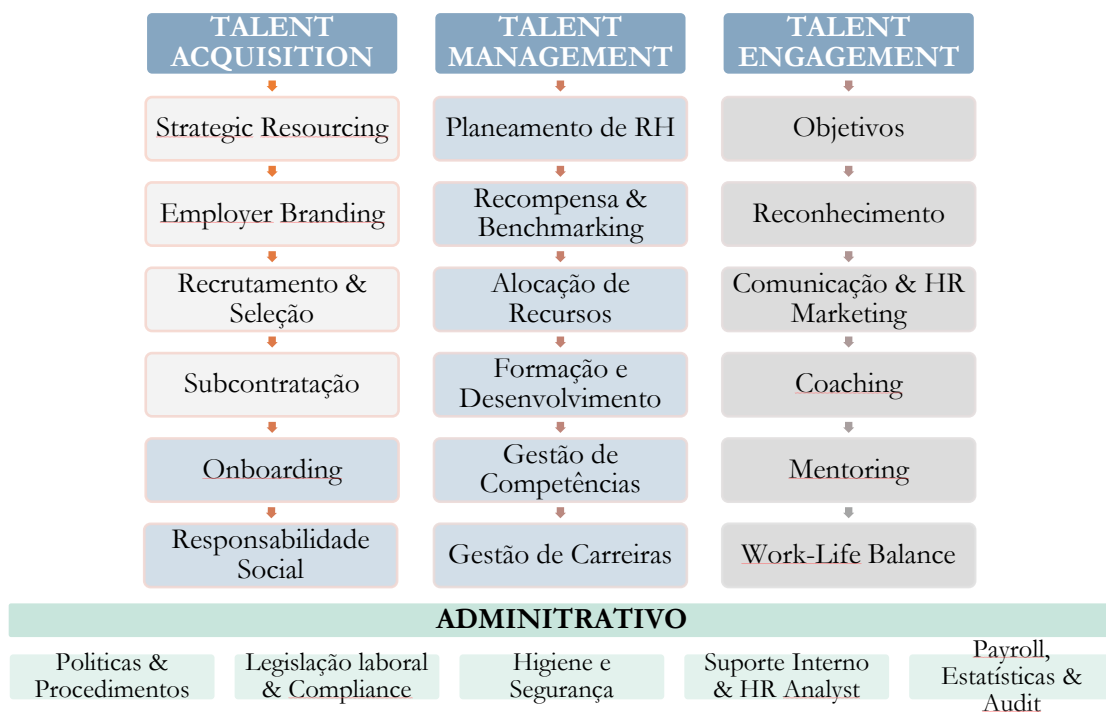 TALENT
ACQUISITION
Strategic Resourcing
Employer Branding
Recrutamento &
Seleção
Subcontratação
Onboarding
Responsabilidade
Social
TALENT
MANAGEMENT
Planeamento de RH
Recompensa &
Benchmarking
Alocação de
Recursos
Formação e
Desenvolvimento
Gestão de
Competências
Gestão de Carreiras
TALENT
ENGAGEMENT
Objetivos
Reconhecimento
Comunicação & HR
Marketing
Coaching
Mentoring
Work-Life Balance
ADMINITRATIVO
Politicas &
Procedimentos
Legislação laboral
& Compliance
Higiene e
Segurança
Suporte Interno
& HR Analyst
Payroll,
Estatísticas &
Audit